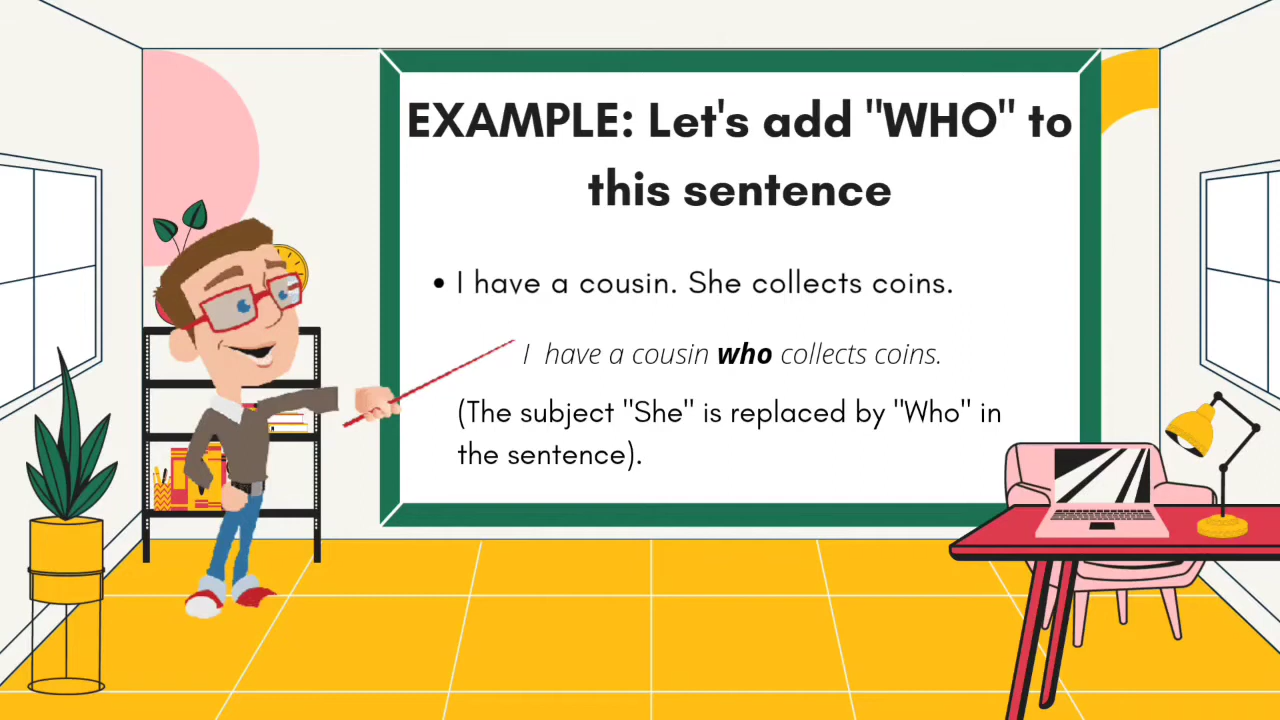 EXAMPLE: Let's add "WHO" to
this sentence
• I have a cousin. She collects coins.
I have a cousin who collects coins.
(The subject "She" is replaced by "Who" in
the sentence).